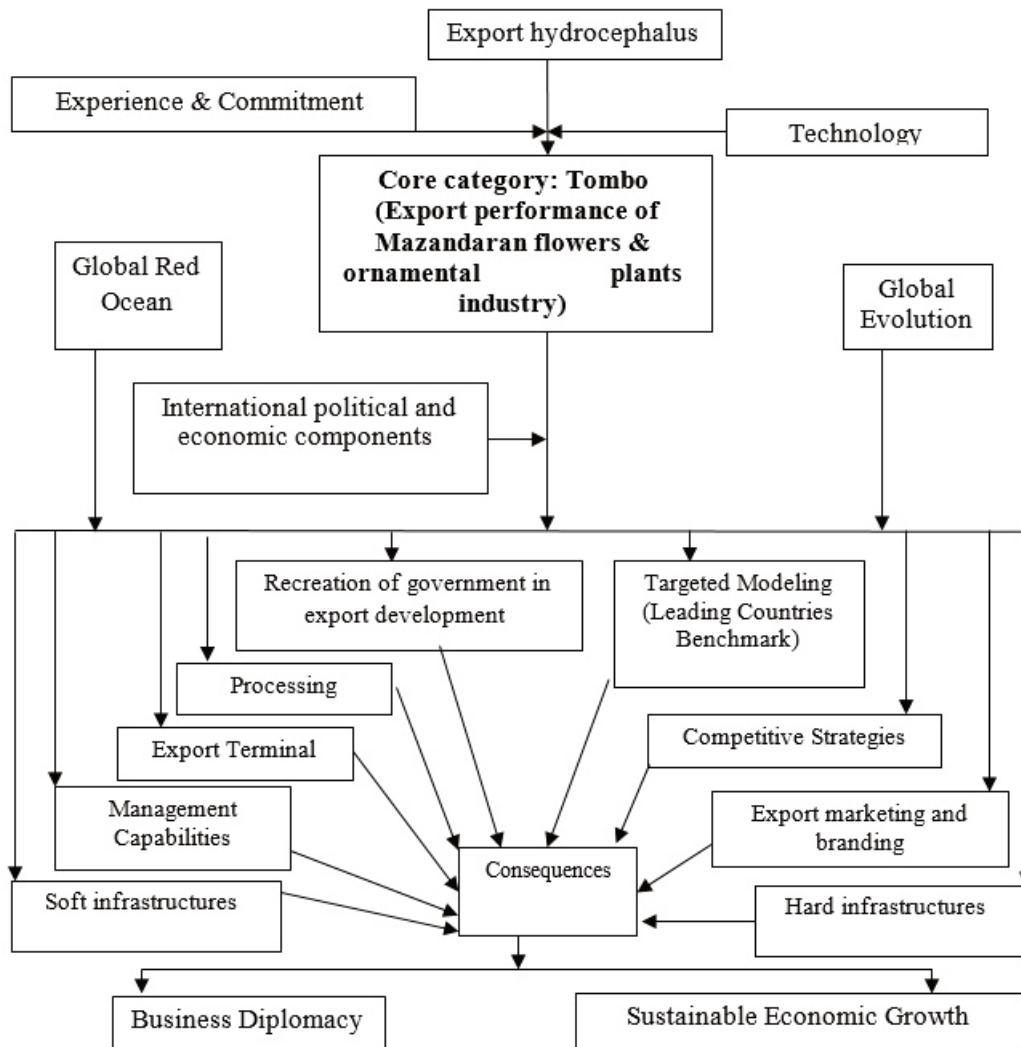 Export hydrocephalus
Experience & Commitment
Technology
Core category: Tombo
(Export performance of
Mazandaran flowers &
ornamental plants
industry)
Global Red
Ocean
Global
Evolution
International political and
economic components
Recreation of government in
export development
Targeted Modeling
(Leading Countries
Benchmark)
Processing
Export Terminal
Competitive Strategies
Management
Capabilities
Export marketing and
branding
Consequences
Soft infrastructures
Hard infrastructures
Business Diplomacy
Sustainable Economic Growth